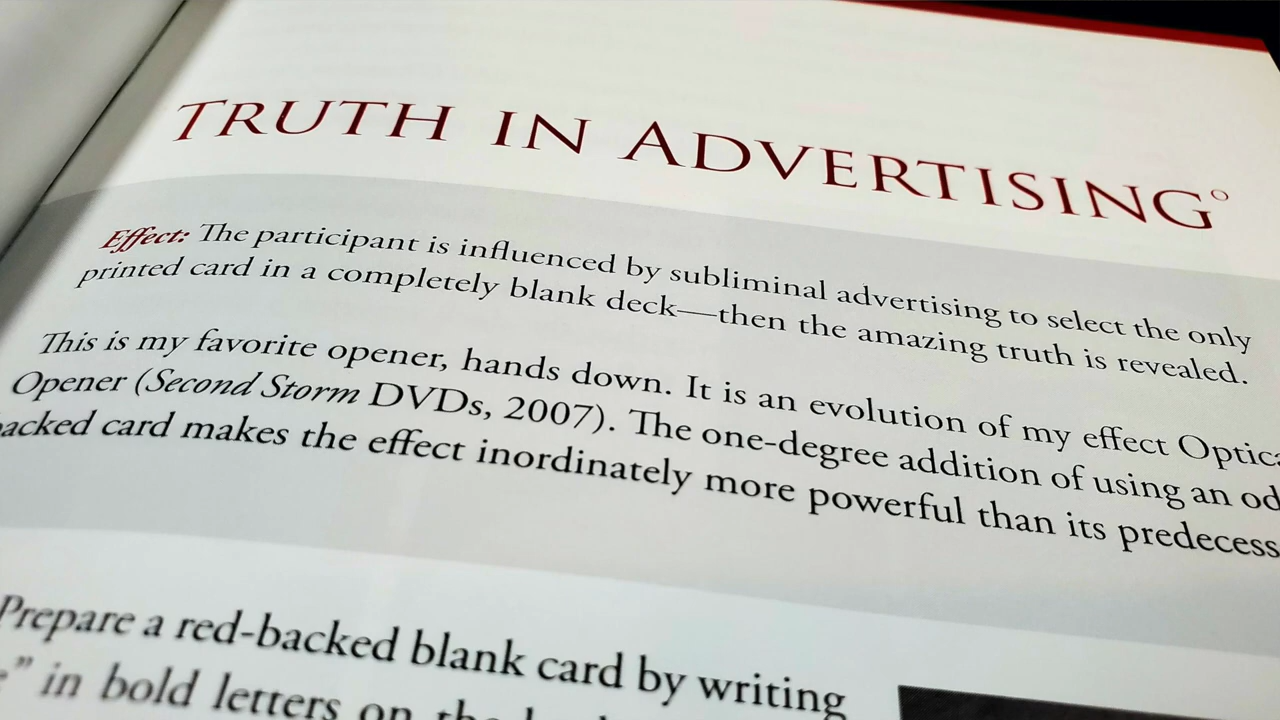 TRUTH IN ADVERTISING°
Effect: The participant is influenced by subliminal advertising to select the only
printed card in a completely blank deck—then the amazing truth is revealed.
This is my favorite opener, hands down. It is an evolution of my effect
Opener (Second Storm DVDs, 2007). The one-degree addition of using an
card makes the effect inordinately more powerful than its
Prepare a red-backed blank card by writing
” in bold letters on